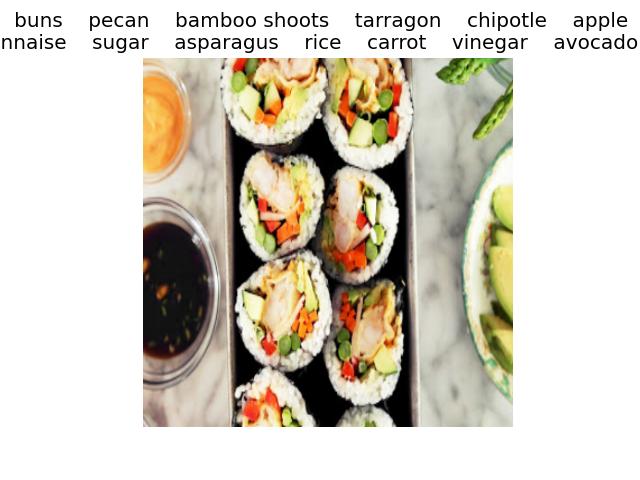 buns pecan bamboo shoots tarragon chipotle apple
nnaise sugar asparagus rice carrot vinegar avocado